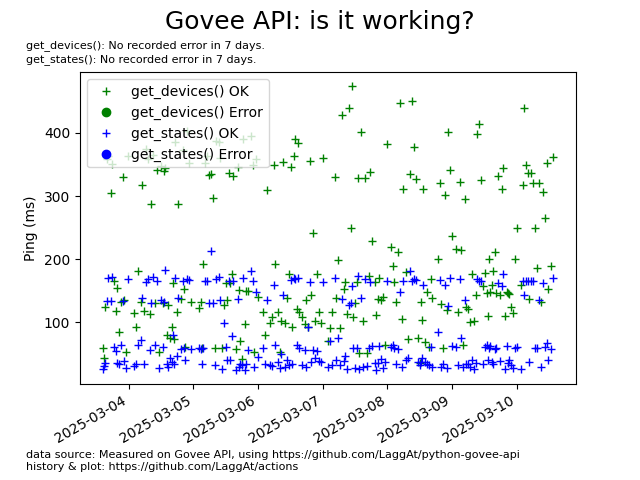 Govee API: is it working?
get_devices(): No recorded error in 7 days.
get_states(): No recorded error in 7 days.
get_devices() OK
get_devices() Error
get_states() OK
get_states() Error
Ping (ms)
400
300
200
100
2025-03-04
2025-03-05
2025-03-06
2025-03-07
2025-03-08
2025-03-09
2025-03-10
data source: Measured on Govee API, using https://github.com/LaggAt/python-govee-api
history & plot: https://github.com/LaggAt/actions